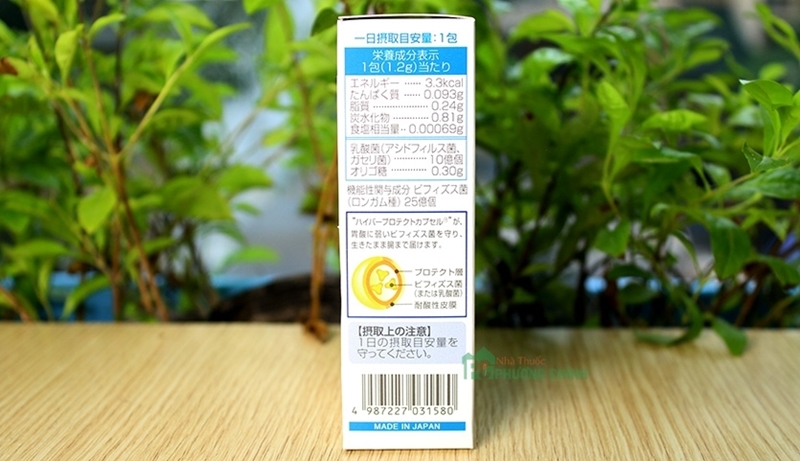 一日摂取目安量:1包
栄養成分表示
1包(1.2g)当たり
エネルギー …… 3.3kcal
たんぱく質 …… 0.093g
脂質 …… 0.24g
炭水化物 …… 0.81g
食塩相当量 … 0.00069g
乳酸菌(アシドフィルス菌、
ガセリ菌) …… 10億個
オリゴ糖 …… 0.30g
機能性関与成分 ビフィズス菌
(ロンガム種) 25億個
"ハイパープロテクトカプセル"が、
胃酸に弱いビフィズス菌を守り、
生きたまま腸まで届けます。
プロテクト層
ビフィズス菌
(または乳酸菌)
耐酸性皮膜
【摂取上の注意】
1日の摂取目安量を
守ってください。
4 987227 031580
MADE IN JAPAN
Nhà Thuốc